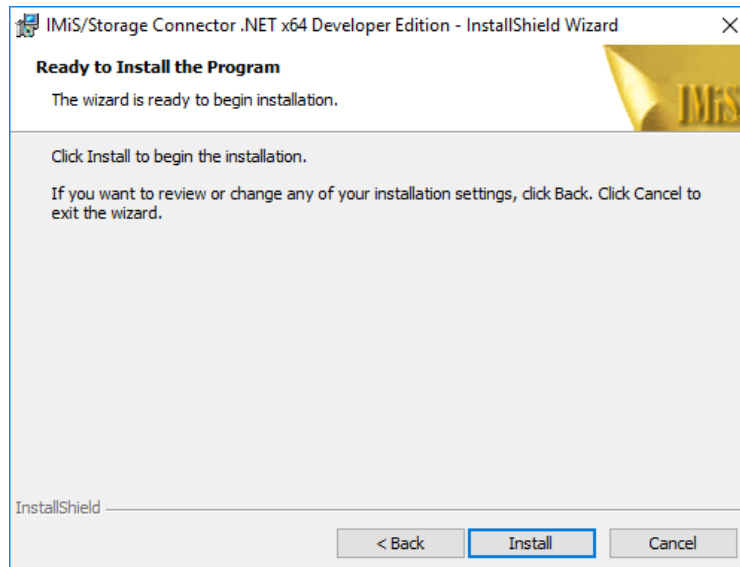 IMiS/Storage Connector .NET x64 Developer Edition - InstallShield Wizard
Ready to Install the Program
The wizard is ready to begin installation.
IMiS
Click Install to begin the installation.
If you want to review or change any of your installation settings, click Back. Click Cancel to
exit the wizard.
InstallShield
< Back
Install
Cancel